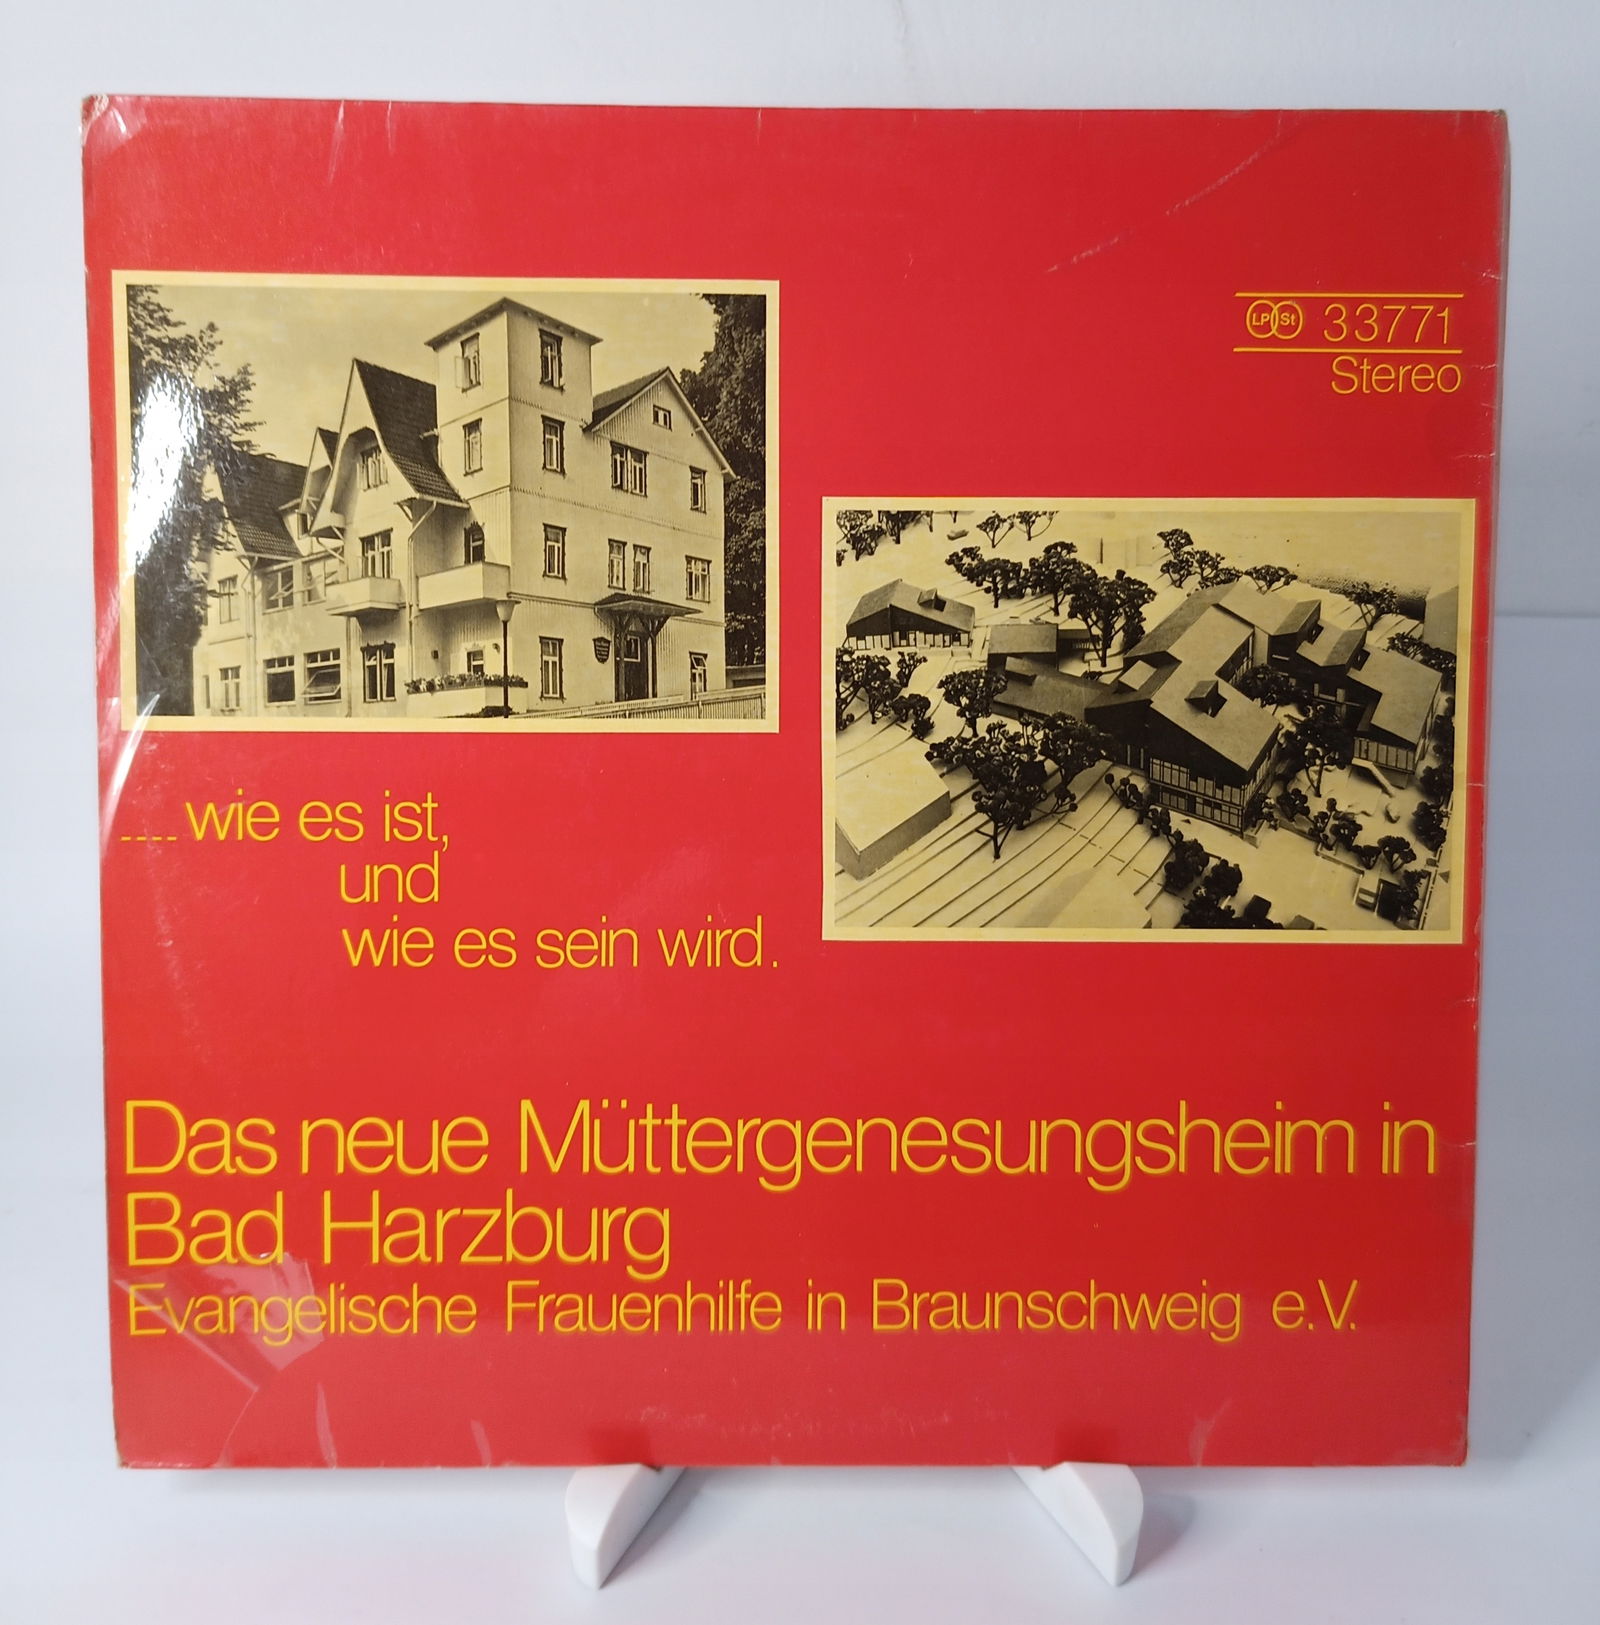 LP St 33771
Stereo
....wie es ist,
und
wie es sein wird.
Das neue Müttergenesungsheim in
Bad Harzburg
Evangelische Frauenhilfe in Braunschweig e.V.